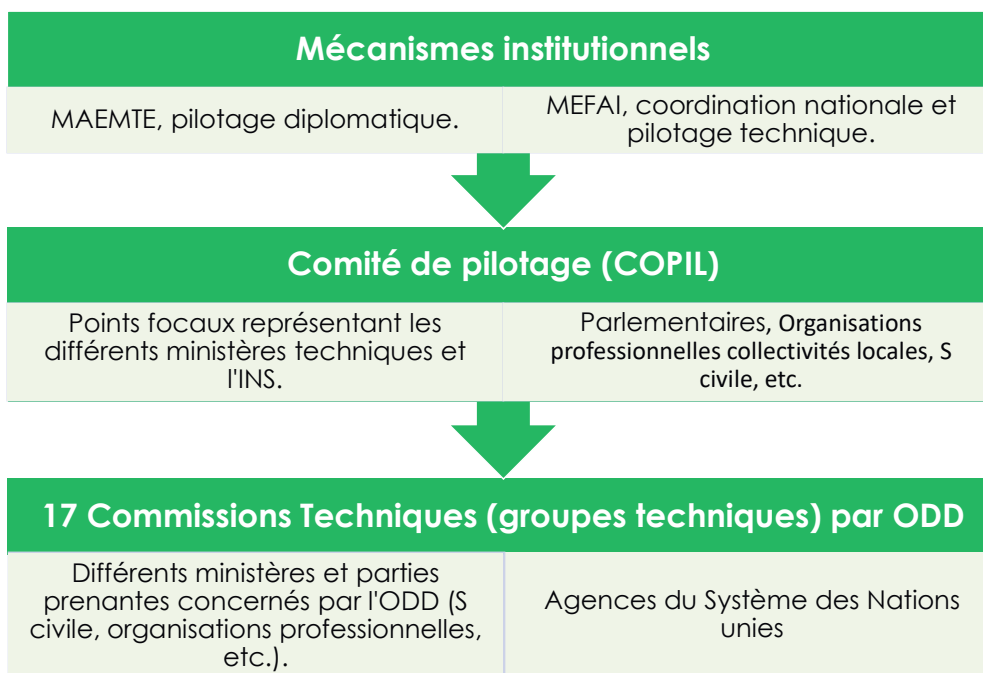 Mécanismes institutionnels
MAEMTE, pilotage diplomatique.
MEFAI, coordination nationale et
pilotage technique.
Comité de pilotage (COPIL)
Points focaux représentant les
différents ministères techniques et
l'INS.
Parlementaires, Organisations
professionnelles collectivités locales, S
civile, etc.
17 Commissions Techniques (groupes techniques) par ODD
Différents ministères et parties
prenantes concernés par l'ODD (S
civile, organisations professionnelles,
etc.).
Agences du Système des Nations
unies